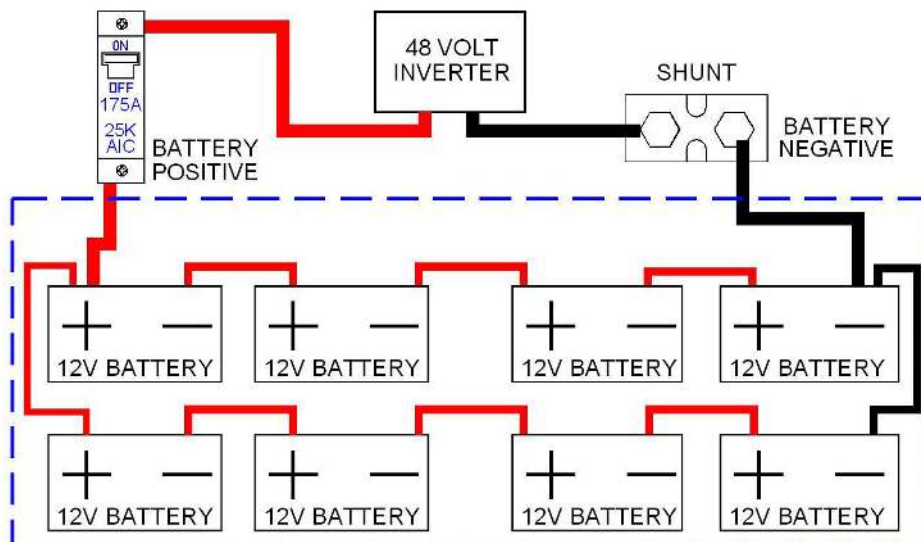 ON
OFF
175A
25K
AIC
BATTERY
POSITIVE
48 VOLT
INVERTER
SHUNT
BATTERY
NEGATIVE
12V BATTERY
12V BATTERY
12V BATTERY
12V BATTERY
12V BATTERY
12V BATTERY
12V BATTERY
12V BATTERY